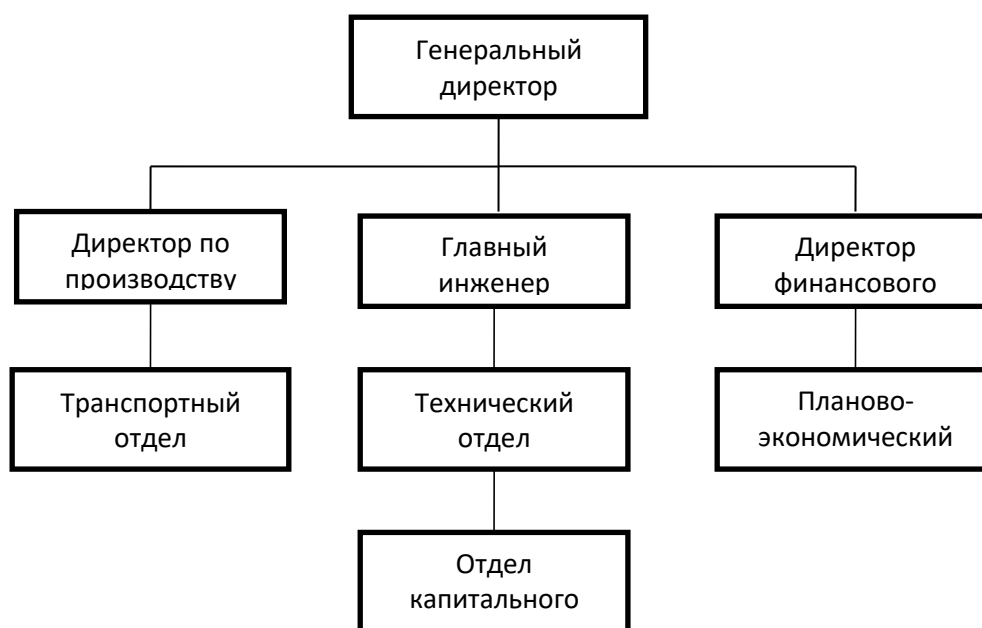 Генеральный
директор
Директор по
производству
Главный
инженер
Директор
финансового
Транспортный
отдел
Технический
отдел
Планово-
экономический
Отдел
капитального